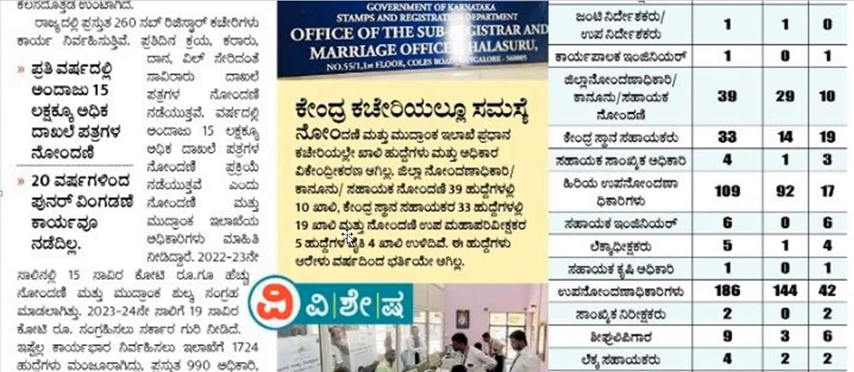 ಕೆಲಸದೊತ್ತಡ ಉಂಟಾಗಿದೆ.
ರಾಜ್ಯದಲ್ಲಿ ಪ್ರಸ್ತುತ 260 ಸಬ್ ರಿಜಿಸ್ಟ್ರಾರ್ ಕಚೇರಿಗಳು
ಕಾರ್ಯ ನಿರ್ವಹಿಸುತ್ತಿವೆ. ಪ್ರತಿದಿನ ಕ್ರಯ, ಕರಾರು,
» ಪ್ರತಿ ವರ್ಷದಲ್ಲಿ
ಅಂದಾಜು 15
ಲಕ್ಷಕ್ಕೂ ಅಧಿಕ
ದಾಖಲೆ ಪತ್ರಗಳ
ನೋಂದಣಿ
» 20 ವರ್ಷಗಳಿಂದ
ಪುನರ್ ವಿಂಗಡಣೆ
ಕಾರ್ಯವೂ
ನಡೆದಿಲ್ಲ.
ದಾನ, ವಿಲ್ ಸೇರಿದಂತೆ
ಸಾವಿರಾರು ದಾಖಲೆ
ಪತ್ರಗಳ ನೋಂದಣಿ
ನಡೆಯುತ್ತವೆ. ವರ್ಷದಲ್ಲಿ
ಅಂದಾಜು 15 ಲಕ್ಷಕ್ಕೂ
ಅಧಿಕ ದಾಖಲೆ ಪತ್ರಗಳ
ನೋಂದಣಿ ಪ್ರಕ್ರಿಯೆ
ನಡೆಯುತ್ತವೆ ಎಂದು
ನೋಂದಣಿ ಮತ್ತು
ಮುದ್ರಾಂಕ ಇಲಾಖೆಯ
ಅಧಿಕಾರಿಗಳು ಮಾಹಿತಿ
ನೀಡಿದ್ದಾರೆ. 2022-23ನೇ
ಸಾಲಿನಲ್ಲಿ 15 ಸಾವಿರ ಕೋಟಿ ರೂ.ಗೂ ಹೆಚ್ಚು
ನೋಂದಣಿ ಮತ್ತು ಮುದ್ರಾಂಕ ಶುಲ್ಕ ಸಂಗ್ರಹ
ಮಾಡಲಾಗಿತ್ತು. 2023-24ನೇ ಸಾಲಿಗೆ 19 ಸಾವಿರ
ಕೋಟಿ ರೂ. ಸಂಗ್ರಹಿಸಲು ಸರ್ಕಾರ ಗುರಿ ನೀಡಿದೆ.
ಇಷ್ಟೆಲ್ಲ ಕಾರ್ಯಭಾರ ನಿರ್ವಹಿಸಲು ಇಲಾಖೆಗೆ 1724
ಹುದ್ದೆಗಳು ಮಂಜೂರಾಗಿದ್ದು, ಪ್ರಸ್ತುತ 990 ಅಧಿಕಾರಿ,
GOVERNMENT OF KARNATAKA
STAMPS AND REGISTRATION DEPARTMENT
OFFICE OF THE SUB-REGISTRAR AND
MARRIAGE OFFICER, HALASURU,
NO.55/1,1st FLOOR, COLES ROAD, BANGALORE - 560005
ಕೇಂದ್ರ ಕಚೇರಿಯಲ್ಲೂ ಸಮಸ್ಯೆ
ನೋಂದಣಿ ಮತ್ತು ಮುದ್ರಾಂಕ ಇಲಾಖೆ ಪ್ರಧಾನ
ಕಚೇರಿಯಲ್ಲೇ ಖಾಲಿ ಹುದ್ದೆಗಳು ಮತ್ತು ಅಧಿಕಾರ
ವಿಕೇಂದ್ರೀಕರಣ ಆಗಿಲ್ಲ. ಜಿಲ್ಲಾ ನೋಂದಣಾಧಿಕಾರಿ/
ಕಾನೂನು/ ಸಹಾಯಕ ನೋಂದಣಿ 39 ಹುದ್ದೆಗಳಲ್ಲಿ
10 ಖಾಲಿ, ಕೇಂದ್ರ ಸ್ಥಾನ ಸಹಾಯಕರ 33 ಹುದ್ದೆಗಳಲ್ಲಿ
19 ಖಾಲಿ ಮತ್ತು ನೋಂದಣಿ ಉಪ ಮಹಾಪರಿವೀಕ್ಷಕರ
5 ಹುದ್ದೆಗಳ ಪೈಕಿ 4 ಖಾಲಿ ಉಳಿದಿವೆ. ಈ ಹುದ್ದೆಗಳು
ಆರೇಳು ವರ್ಷದಿಂದ ಭರ್ತಿಯೇ ಆಗಿಲ್ಲ.
ವಿ ವಿ|ಶೇ|ಷ
ಜಂಟಿ ನಿರ್ದೇಶಕರು/
ಉಪ ನಿರ್ದೇಶಕರು 1 1 0
ಕಾರ್ಯಪಾಲಕ ಇಂಜಿನಿಯರ್ 1 0 1
ಜಿಲ್ಲಾನೋಂದಣಾಧಿಕಾರಿ/
ಕಾನೂನು/ಸಹಾಯಕ 39 29 10
ನೋಂದಣಿ
ಕೇಂದ್ರ ಸ್ಥಾನ ಸಹಾಯಕರು 33 14 19
ಸಹಾಯಕ ಸಾಂಖ್ಯಿಕ ಅಧಿಕಾರಿ 4 1 3
ಹಿರಿಯ ಉಪನೋಂದಣಾ
ಧಿಕಾರಿಗಳು 109 92 17
ಸಹಾಯಕ ಇಂಜಿನಿಯರ್ 6 0 6
ಲೆಕ್ಕಾಧೀಕ್ಷಕರು 5 1 4
ಸಹಾಯಕ ಕೃಷಿ ಅಧಿಕಾರಿ 1 0 1
ಉಪನೋಂದಣಾಧಿಕಾರಿಗಳು 186 144 42
ಸಾಂಖ್ಯಿಕ ನಿರೀಕ್ಷಕರು 2 0 2
ಶೀಘ್ರಲಿಪಿಗಾರ 9 3 6
ಲೆಕ್ಕ ಸಹಾಯಕರು 4 2 2